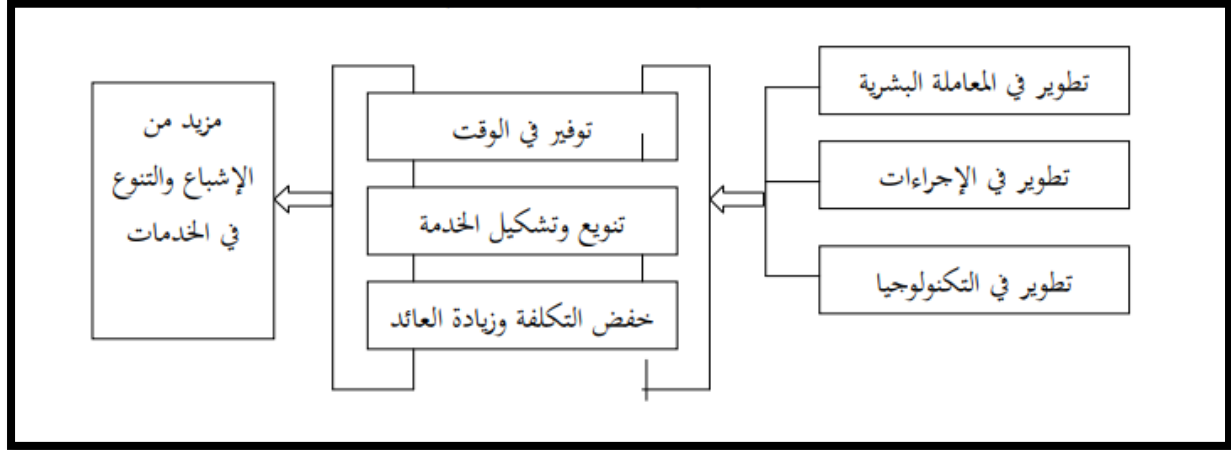 تطوير في المعاملة البشرية
تطوير في الإجراءات
تطوير في التكنولوجيا
توفير في الوقت
تنويع وتشكيل الخدمة
خفض التكلفة وزيادة العائد
مزيد من
الإشباع والتنوع
في الخدمات